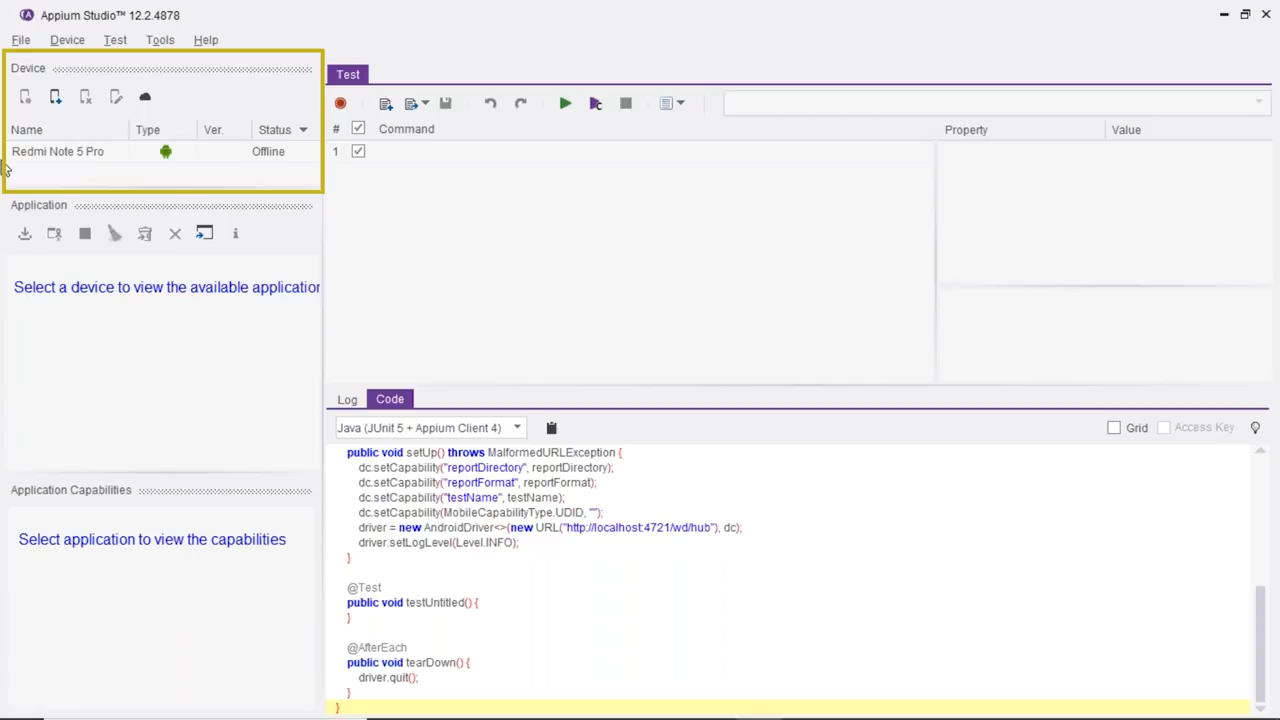 Appium Studio™ 12.2.4878
File Device Test Tools Help
Device
Name Type Ver. Status
Redmi Note 5 Pro Offline
Application
Select a device to view the available application
Application Capabilities
Select application to view the capabilities
Test
# Command Property Value
1
Log Code
Java (JUnit 5 + Appium Client 4) Grid Access Key
public void setUp() throws MalformedURLException {
dc.setCapability("reportDirectory", reportDirectory);
dc.setCapability("reportFormat", reportFormat);
dc.setCapability("testName", testName);
dc.setCapability(MobileCapabilityType.UDID, "");
driver = new AndroidDriver<>(new URL("http://localhost:4721/wd/hub"), dc);
driver.setLogLevel(Level.INFO);
}
@Test
public void testUntitled() {
}
@AfterEach
public void tearDown() {
driver.quit();
}
}